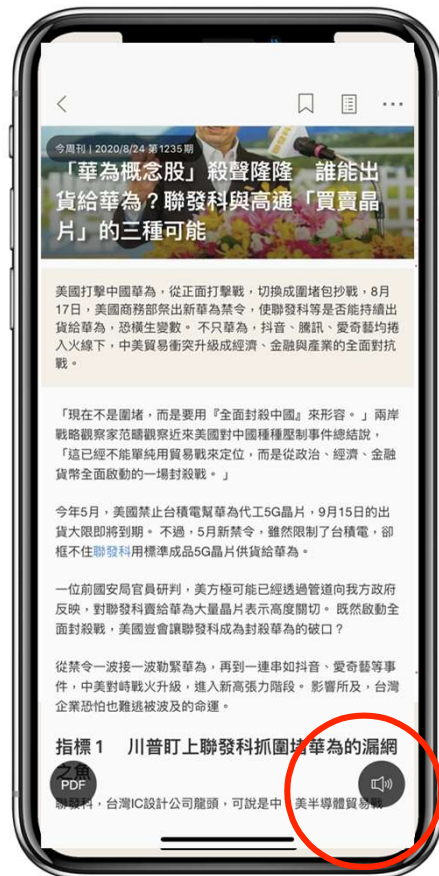 今周刊 | 2020/8/24 第1235期
「華為概念股」殺聲隆隆　誰能出
貨給華為？聯發科與高通「買賣晶
片」的三種可能
美國打擊中國華為，從正面打擊戰，切換成圍堵包抄戰，8月
17日，美國商務部祭出新華為禁令，使聯發科等是否能持續出
貨給華為，恐橫生變數。 不只華為，抖音、騰訊、愛奇藝均捲
入火線下，中美貿易衝突升級成經濟、金融與產業的全面對抗
戰。
「現在不是圍堵，而是要用『全面封殺中國』來形容。」兩岸
戰略觀察家范疇觀察近來美國對中國種種壓制事件總結說，
「這已經不能單純用貿易戰來定位，而是從政治、經濟、金融
貨幣全面啟動的一場封殺戰。」
今年5月，美國禁止台積電幫華為代工5G晶片，9月15日的出
貨大限即將到期。 不過，5月新禁令，雖然限制了台積電，卻
框不住聯發科用標準成品5G晶片供貨給華為。
一位前國安局官員研判，美方極可能已經透過管道向我方政府
反映，對聯發科賣給華為大量晶片表示高度關切。 既然啟動全
面封殺戰，美國豈會讓聯發科成為封殺華為的破口？
從禁令一波接一波勒緊華為，再到一連串如抖音、愛奇藝等事
件，中美對峙戰火升級，進入新高張力階段。 影響所及，台灣
企業恐怕也難逃被波及的命運。
指標 1　川普盯上聯發科抓圍堵華為的漏網
之魚
PDF
聯發科，台灣IC設計公司龍頭，可說是中、美半導體貿易戰